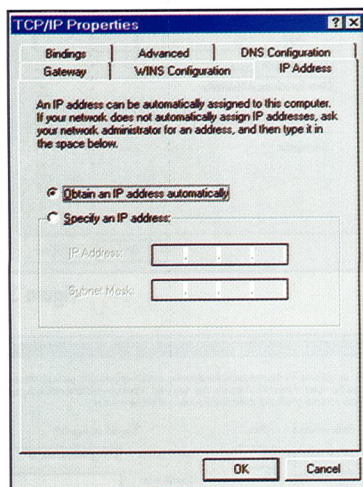 TCP/IP Properties
Bindings Advanced DNS Configuration
Gateway WINS Configuration IP Address
An IP address can be automatically assigned to this computer.
If your network does not automatically assign IP addresses, ask
your network administrator for an address, and then type it in
the space below.
Obtain an IP address automatically
Specify an IP address:
IP Address:
Subnet Mask:
OK Cancel